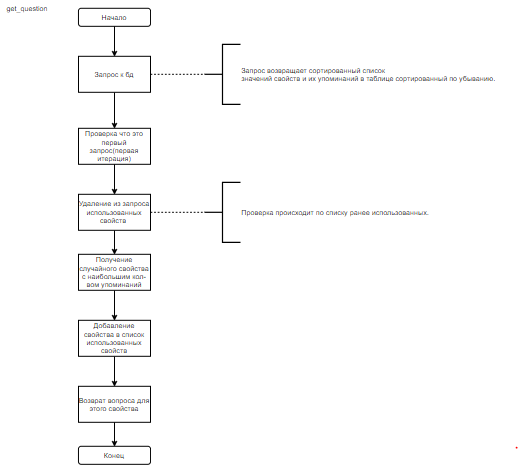 get_question
Начало
Запрос к бд
Запрос возвращает сортированный список
значений свойств и их упоминаний в таблице сортированный по убыванию.
Проверка что это
первый
запрос(первая
итерация)
Удаление из запроса
использованных
свойств
Проверка происходит по списку ранее использованных.
Получение
случайного свойства
с наибольшим кол-
вом упоминаний
Добавление
свойства в список
использованных
свойств
Возврат вопроса для
этого свойства
Конец